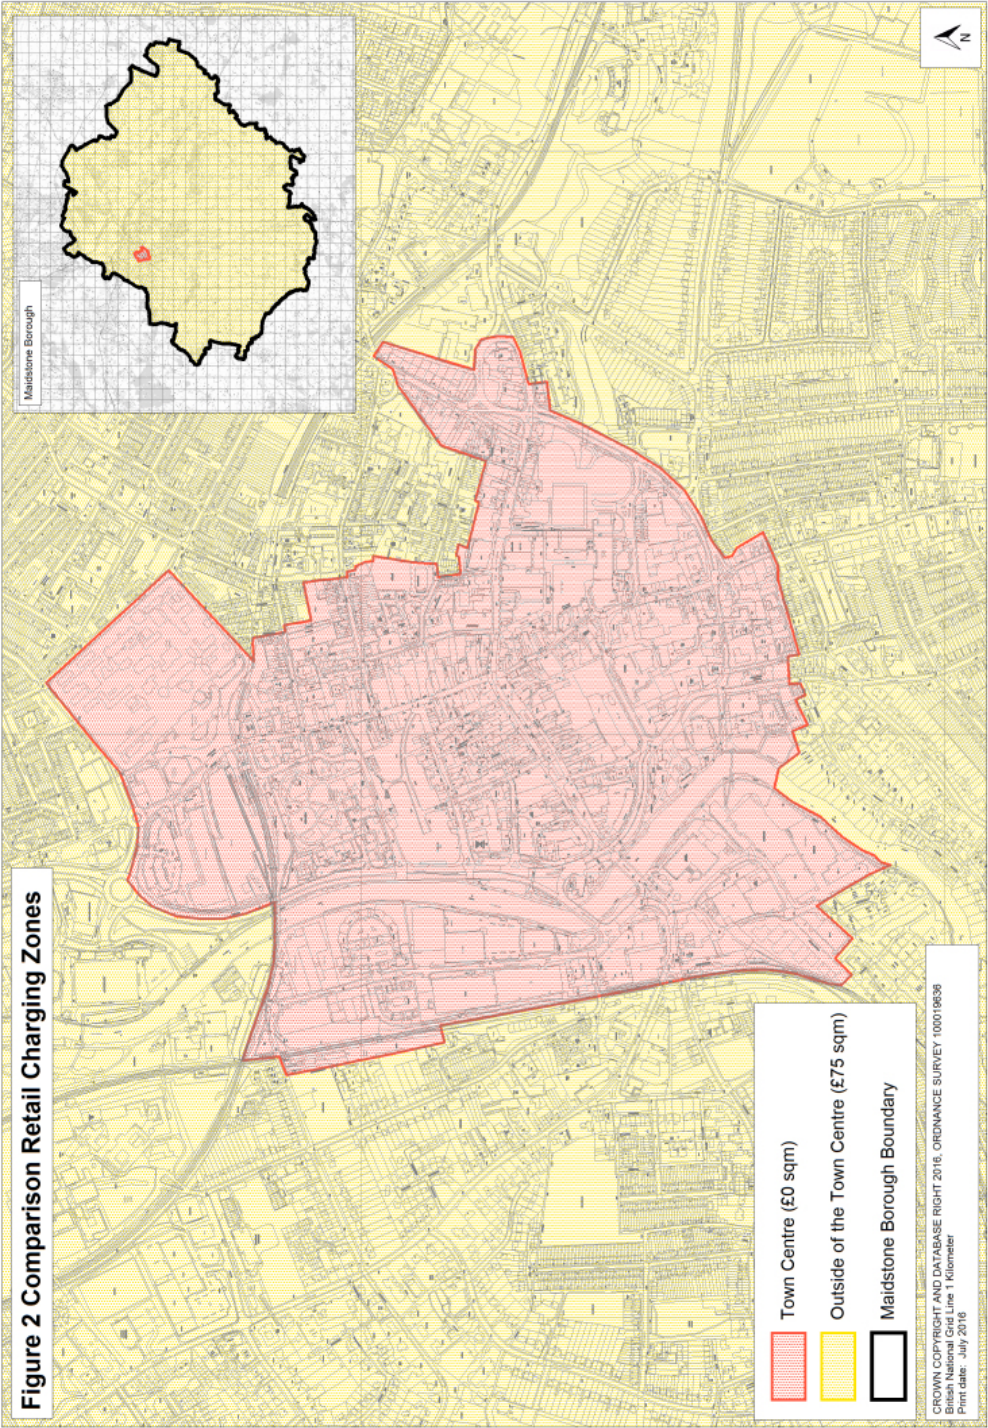 Figure 2 Comparison Retail Charging Zones
Maidstone Borough
N
Town Centre (£0 sqm)
Outside of the Town Centre (£75 sqm)
Maidstone Borough Boundary
CROWN COPYRIGHT AND DATABASE RIGHT 2016, ORDNANCE SURVEY 100019636
British National Grid Line 1 Kilometer
Print date: July 2016